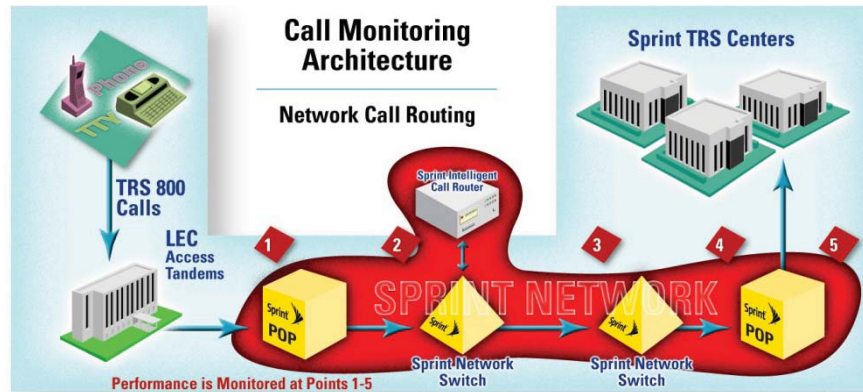 Call Monitoring
Architecture
Network Call Routing
Sprint TRS Centers
Phone
TTY
TRS 800
Calls
LEC
Access
Tandems
Sprint Intelligent
Call Router
1
2
3
4
5
SPRINT NETWORK
Sprint
POP
Sprint
Sprint
Sprint
POP
Sprint Network
Switch
Sprint Network
Switch
Performance is Monitored at Points 1-5